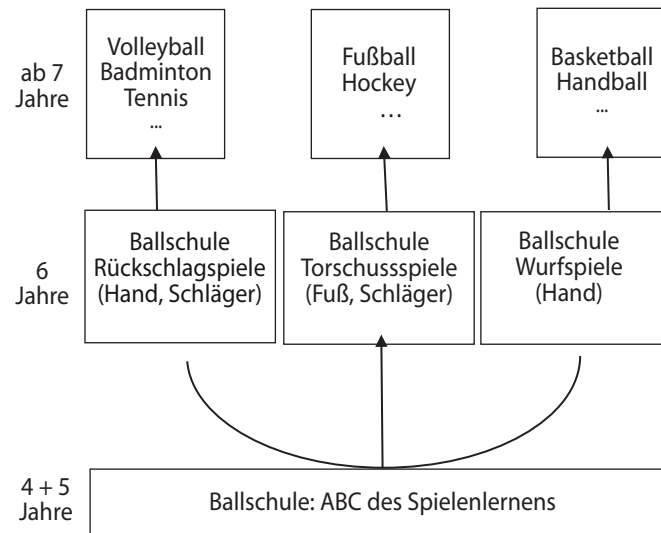 ab 7
Jahre
Volleyball
Badminton
Tennis
...
Fußball
Hockey
...
Basketball
Handball
...
6
Jahre
Ballschule
Rückschlagspiele
(Hand, Schläger)
Ballschule
Torschussspiele
(Fuß, Schläger)
Ballschule
Wurfspiele
(Hand)
4 + 5
Jahre
Ballschule: ABC des Spielenlernens